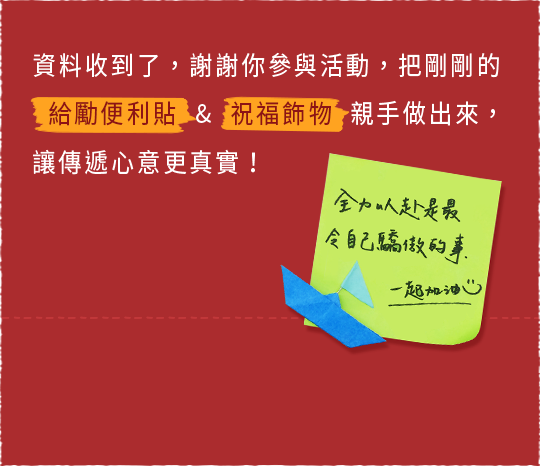 資料收到了，謝謝你參與活動，把剛剛的
給勵便利貼 & 祝福飾物 親手做出來，
讓傳遞心意更真實！
全力以赴是最
令自己驕傲的事.
一起加油